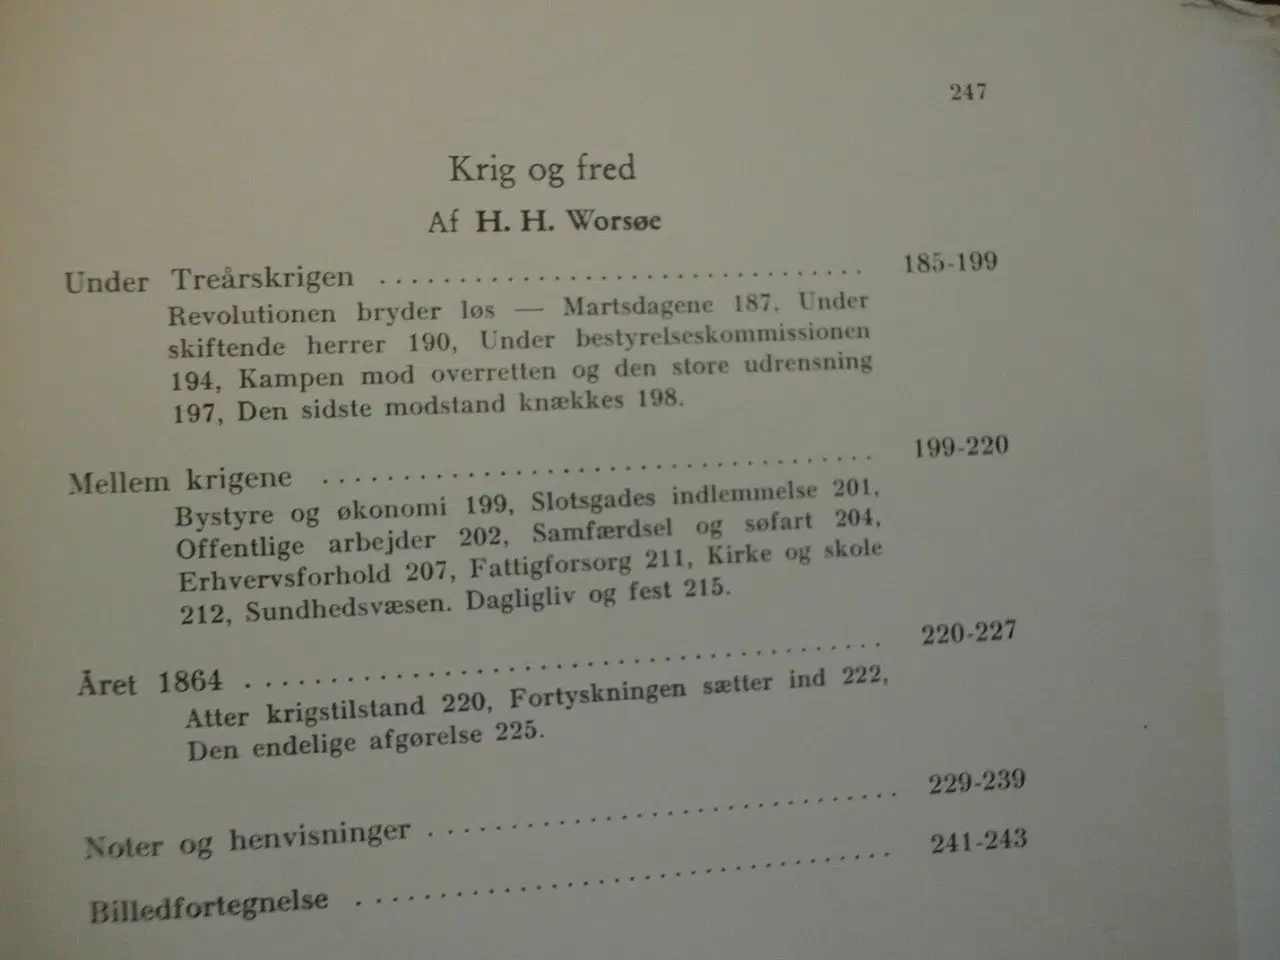 247
Krig og fred
Af H. H. Worsøe
Under Treårskrigen ................................. 185-199
Revolutionen bryder løs — Martsdagene 187. Under
skiftende herrer 190, Under bestyrelseskommissionen
194, Kampen mod overretten og den store udrensning
197, Den sidste modstand knækkes 198.
Mellem krigene .................................... 199-220
Bystyre og økonomi 199, Slotsgades indlemmelse 201,
Offentlige arbejder 202, Samfærdsel og søfart 204,
Erhvervsforhold 207, Fattigforsorg 211, Kirke og skole
212, Sundhedsvæsen. Dagligliv og fest 215.
Året 1864 ......................................... 220-227
Atter krigstilstand 220, Fortyskningen sætter ind 222,
Den endelige afgørelse 225.
Noter og henvisninger .............................. 229-239
Billedfortegnelse .................................. 241-243